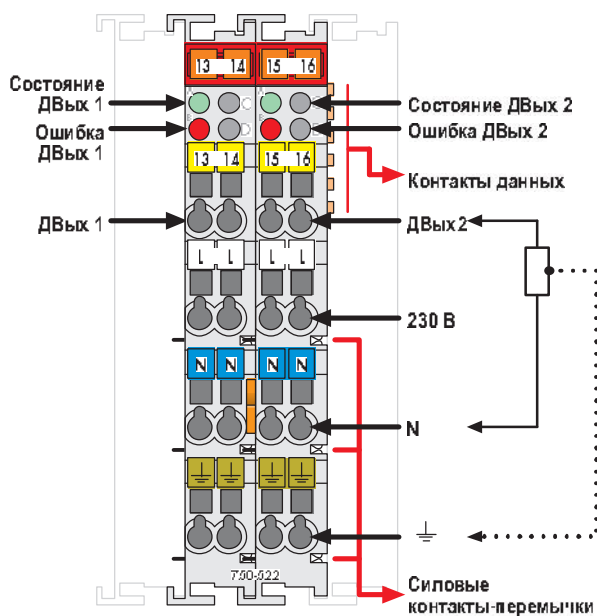 13 14 15 16
A A
Состояние ДВых 1
Состояние ДВых 2
B B
Ошибка ДВых 1
Ошибка ДВых 2
13 14 15 16
Контакты данных
ДВых 1
ДВых 2
L L L L
230 В
N N N N
N
750-522
Силовые
контакты-перемычки